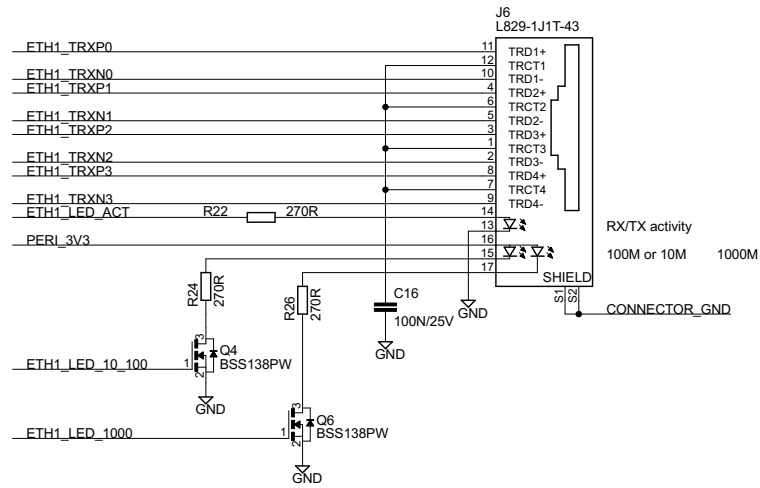 J6
L829-1J1T-43
ETH1_TRXP0 11 TRD1+
12 TRCT1
ETH1_TRXN0 10 TRD1-
ETH1_TRXP1 4 TRD2+
6 TRCT2
ETH1_TRXN1 5 TRD2-
ETH1_TRXP2 3 TRD3+
1 TRCT3
ETH1_TRXN2 2 TRD3-
ETH1_TRXP3 8 TRD4+
7 TRCT4
ETH1_TRXN3 9 TRD4-
ETH1_LED_ACT R22 270R 14
13 RX/TX activity
PERI_3V3 16
15 100M or 10M 1000M
17
SHIELD
S1 S2
CONNECTOR_GND
R24 270R
R26 270R
C16
100N/25V
GND
GND
3 Q4
ETH1_LED_10_100 1 BSS138PW
2
GND
3 Q6
ETH1_LED_1000 1 BSS138PW
2
GND